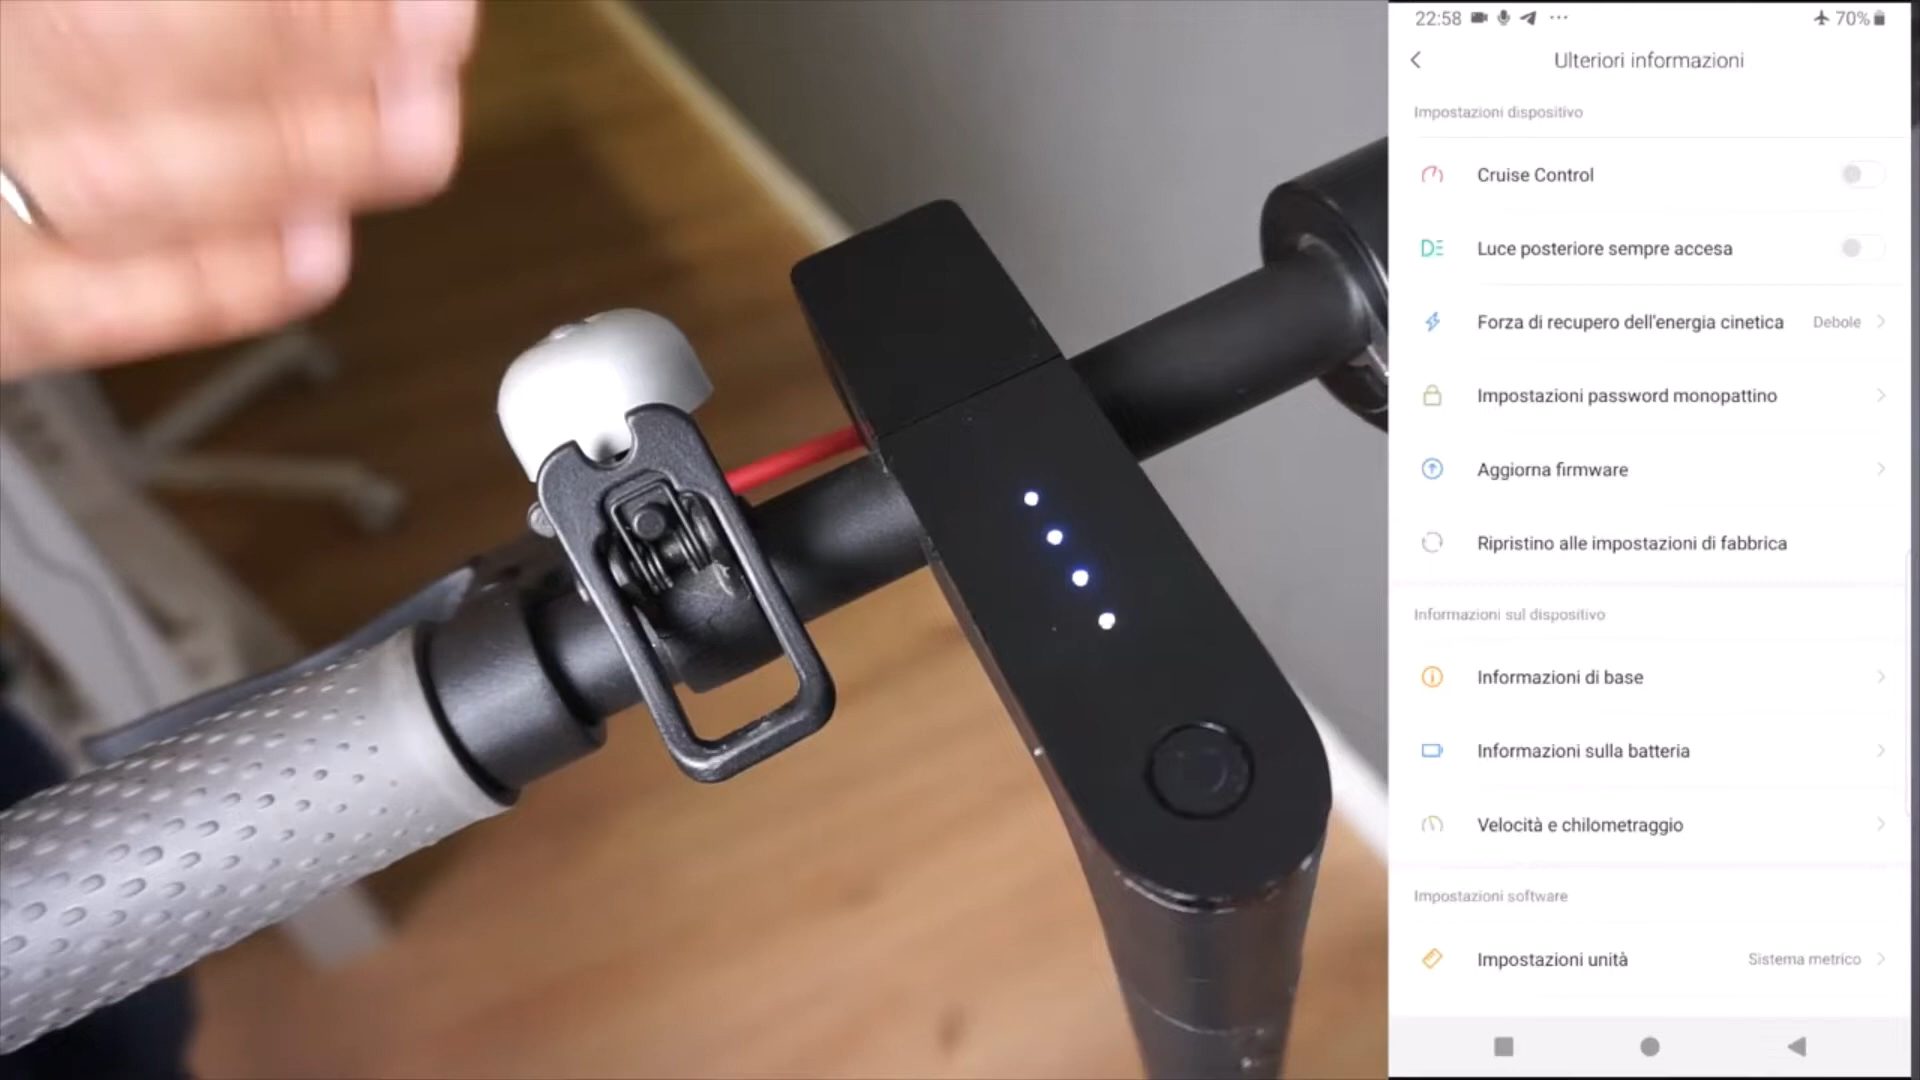 22:58
70%
Ulteriori informazioni
Impostazioni dispositivo
Cruise Control
Luce posteriore sempre accesa
Forza di recupero dell'energia cinetica Debole
Impostazioni password monopattino
Aggiorna firmware
Ripristino alle impostazioni di fabbrica
Informazioni sul dispositivo
Informazioni di base
Informazioni sulla batteria
Velocità e chilometraggio
Impostazioni software
Impostazioni unità Sistema metrico